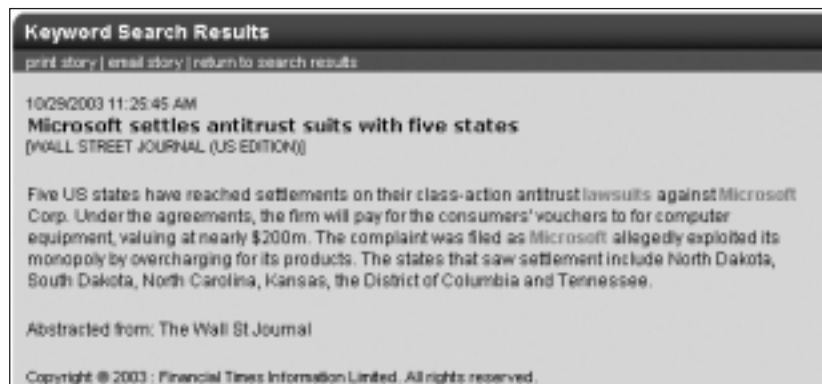 Keyword Search Results
print story | email story | return to search results
10/29/2003 11:25:45 AM
Microsoft settles antitrust suits with five states
[WALL STREET JOURNAL (US EDITION)]
Five US states have reached settlements on their class-action antitrust lawsuits against Microsoft
Corp. Under the agreements, the firm will pay for the consumers' vouchers to for computer
equipment, valuing at nearly $200m. The complaint was filed as Microsoft allegedly exploited its
monopoly by overcharging for its products. The states that saw settlement include North Dakota,
South Dakota, North Carolina, Kansas, the District of Columbia and Tennessee.
Abstracted from: The Wall St Journal
Copyright © 2003 : Financial Times Information Limited. All rights reserved.